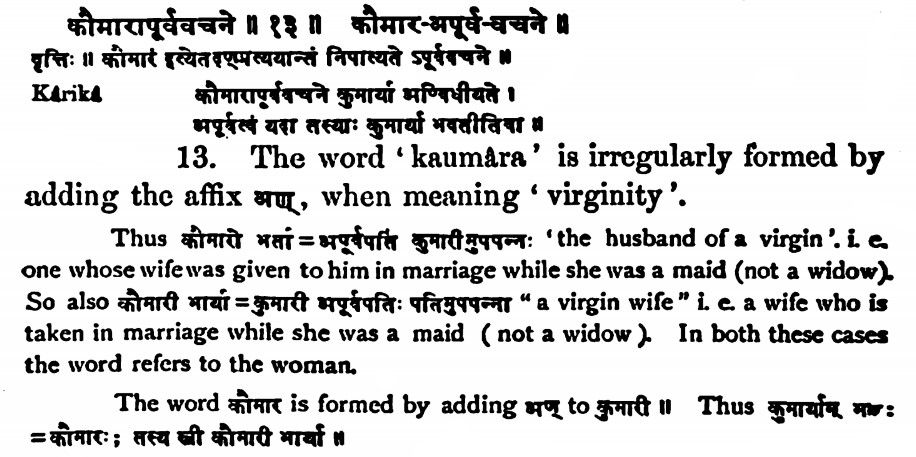 कौमारापूर्ववचने ॥ १३ ॥ कौमार-अपूर्व-वचने ॥
वृत्तिः ॥ कौमारं इत्येतदण्प्रत्ययान्तं निपात्यते ऽपूर्ववचने ॥
Kârikâ कौमारापूर्ववचने कुमार्या अण्विधीयते ।
अपूर्वत्वं यदा तस्याः कुमार्यां भवतीतिवा ॥
13. The word ‘kaumâra’ is irregularly formed by
adding the affix अण्, when meaning ‘virginity’.
Thus कौमारो भर्ता=अपूर्वपतिं कुमारीमुपपन्नः ‘the husband of a virgin’. i. e.
one whose wife was given to him in marriage while she was a maid (not a widow).
So also कौमारी भार्या=कुमारी अपूर्वपतिः पतिमुपपन्ना “a virgin wife” i. e. a wife who is
taken in marriage while she was a maid ( not a widow ). In both these cases
the word refers to the woman.
The word कौमार is formed by adding अण् to कुमारी ॥ Thus कुमार्याम्
=कौमारः; तस्य स्त्री कौमारी भार्या ॥